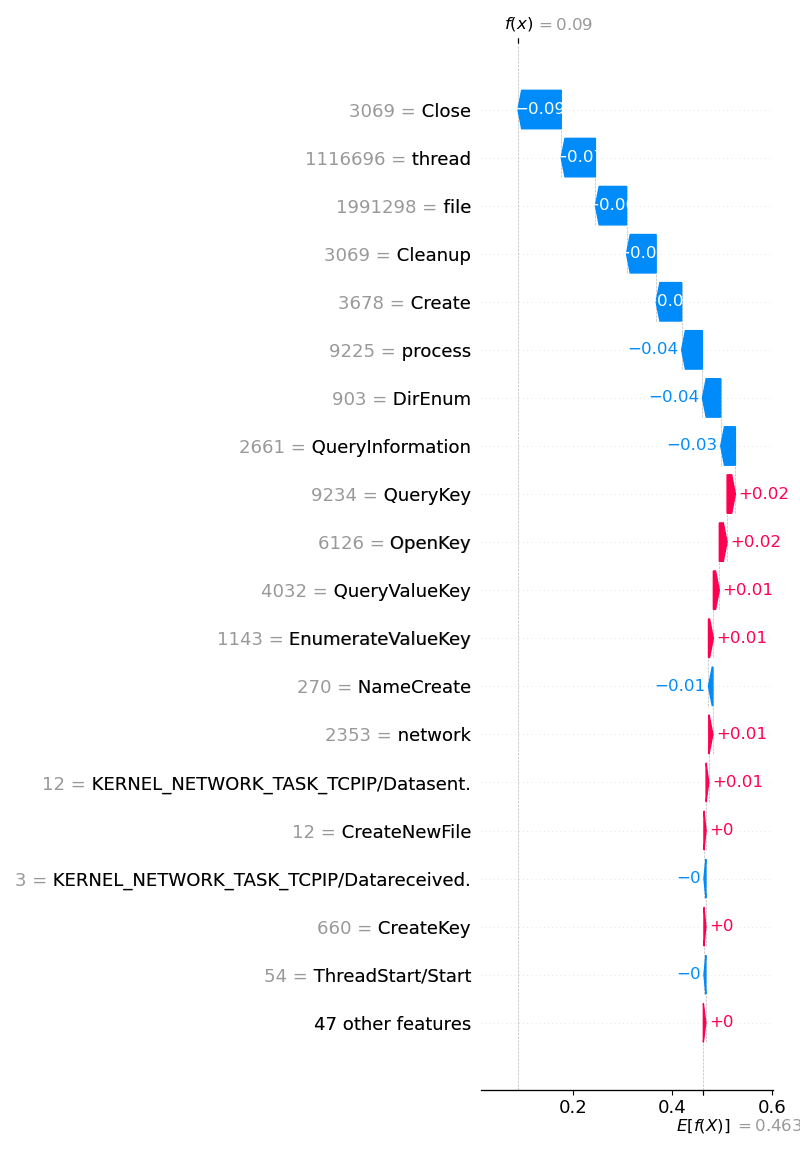 f(x) = 0.09
3069 = Close −0.09
1116696 = thread
1991298 = file
3069 = Cleanup
3678 = Create
9225 = process −0.04
903 = DirEnum −0.04
2661 = QueryInformation −0.03
9234 = QueryKey +0.02
6126 = OpenKey +0.02
4032 = QueryValueKey +0.01
1143 = EnumerateValueKey +0.01
270 = NameCreate −0.01
2353 = network +0.01
12 = KERNEL_NETWORK_TASK_TCPIP/Datasent. +0.01
12 = CreateNewFile +0
3 = KERNEL_NETWORK_TASK_TCPIP/Datareceived. −0
660 = CreateKey +0
54 = ThreadStart/Start −0
47 other features +0
0.2 0.4 0.6
E[f(X)] = 0.463